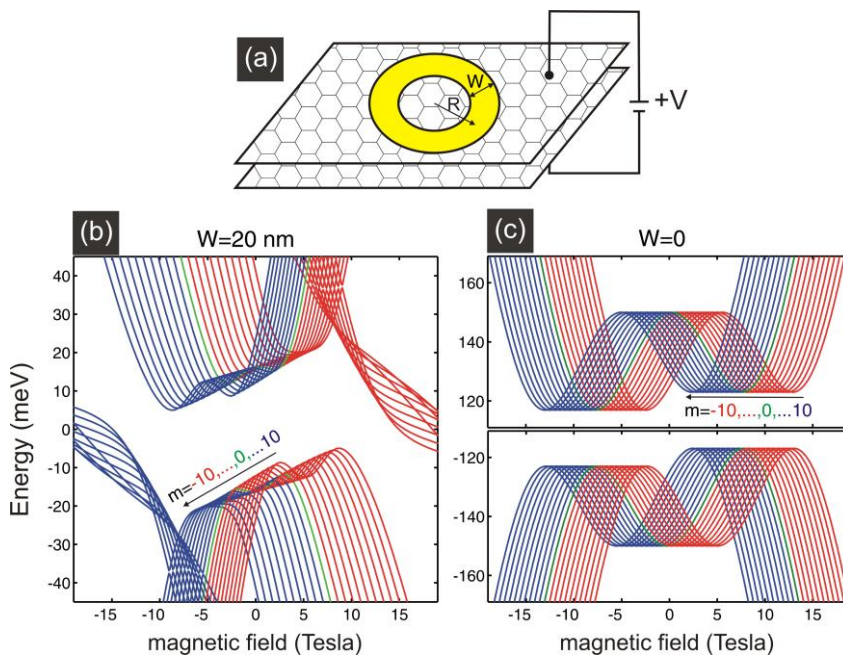 (a)
W
R
+V
(b)
W=20 nm
(c)
W=0
40
30
20
10
0
-10
-20
-30
-40
Energy (meV)
m=-10,...,0,...10
-15
-10
-5
0
5
10
15
magnetic field (Tesla)
160
140
120
m=-10,...,0,...10
-120
-140
-160
-15
-10
-5
0
5
10
15
magnetic field (Tesla)